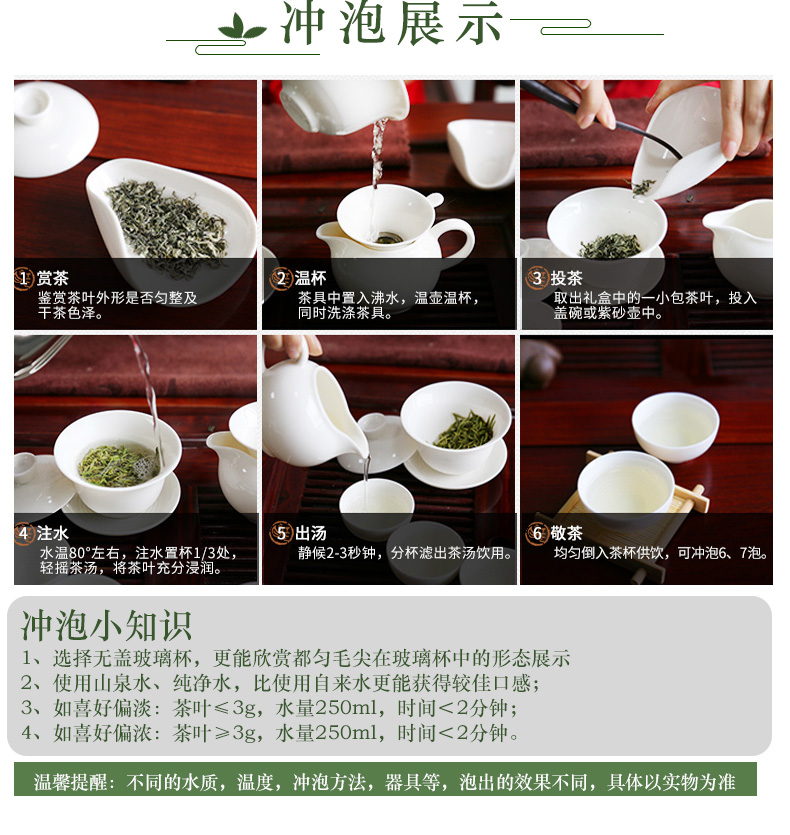 冲泡展示
1 赏茶
鉴赏茶叶外形是否匀整及
干茶色泽。
2 温杯
茶具中置入沸水，温壶温杯，
同时洗涤茶具。
3 投茶
取出礼盒中的一小包茶叶，投入
盖碗或紫砂壶中。
4 注水
水温80°左右，注水置杯1/3处，
轻摇茶汤，将茶叶充分浸润。
5 出汤
静候2-3秒钟，分杯滤出茶汤饮用。
6 敬茶
均匀倒入茶杯供饮，可冲泡6、7泡。
冲泡小知识
1、选择无盖玻璃杯，更能欣赏都匀毛尖在玻璃杯中的形态展示
2、使用山泉水、纯净水，比使用自来水更能获得较佳口感；
3、如喜好偏淡：茶叶≤3g，水量250ml，时间<2分钟；
4、如喜好偏浓：茶叶≥3g，水量250ml，时间<2分钟。
温馨提醒：不同的水质，温度，冲泡方法，器具等，泡出的效果不同，具体以实物为准